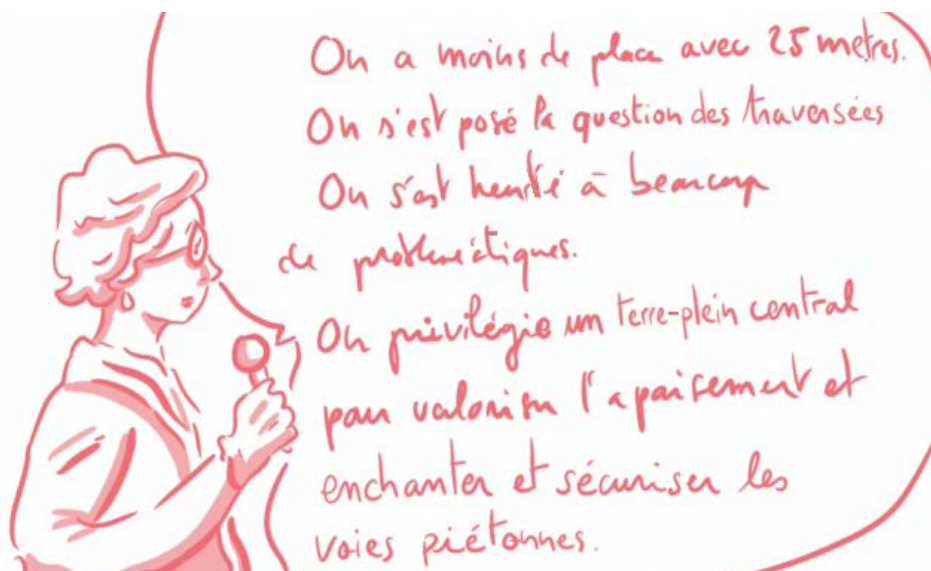 On a moins de place avec 25 mètres.
On s'est posé la question des traversées
On s'est heurté à beaucoup
de problématiques.
On privilégie un terre-plein central
pour valoriser l'apaisement et
enchanter et sécuriser les
voies piétonnes.